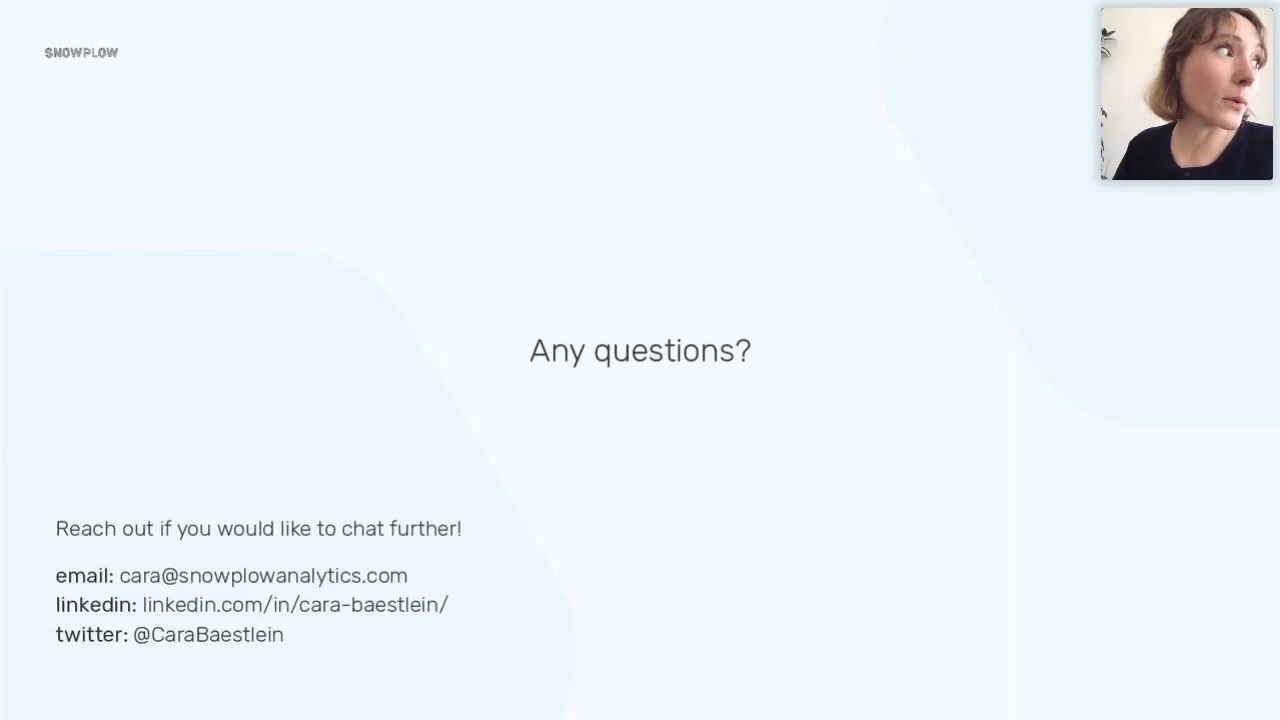 SNOWPLOW
Any questions?
Reach out if you would like to chat further!
email: cara@snowplowanalytics.com
linkedin: linkedin.com/in/cara-baestlein/
twitter: @CaraBaestlein